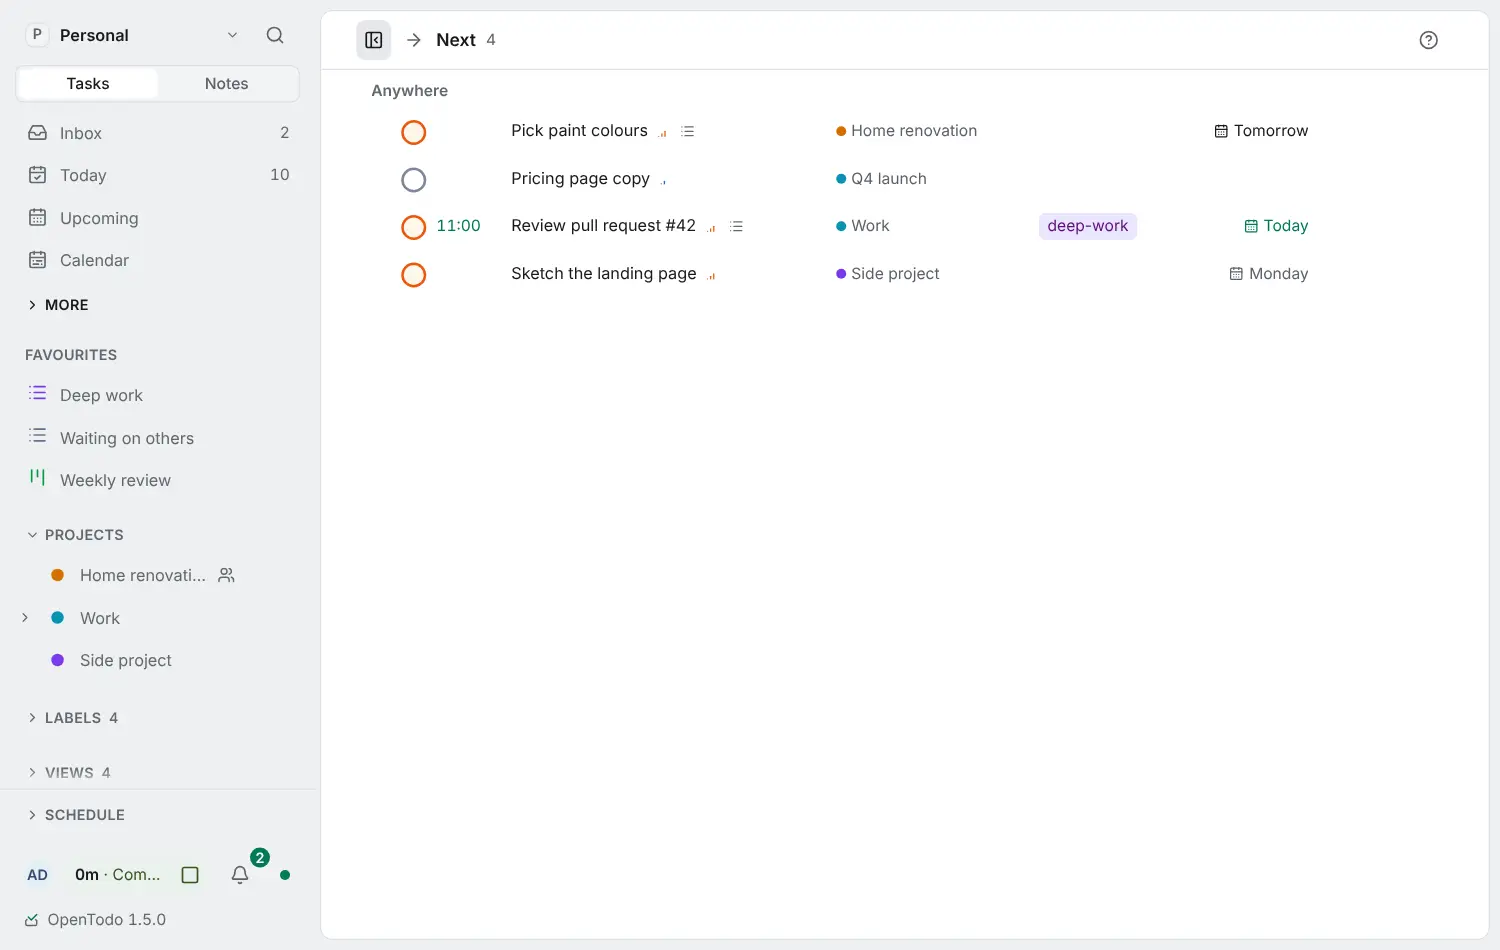 P Personal
Tasks Notes
Inbox 2
Today 10
Upcoming
Calendar
MORE
FAVOURITES
Deep work
Waiting on others
Weekly review
PROJECTS
Home renovati...
Work
Side project
LABELS 4
VIEWS 4
SCHEDULE
AD 0m · Com... 2
OpenTodo 1.5.0
Next 4
Anywhere
Pick paint colours Home renovation Tomorrow
Pricing page copy Q4 launch
11:00 Review pull request #42 Work deep-work Today
Sketch the landing page Side project Monday